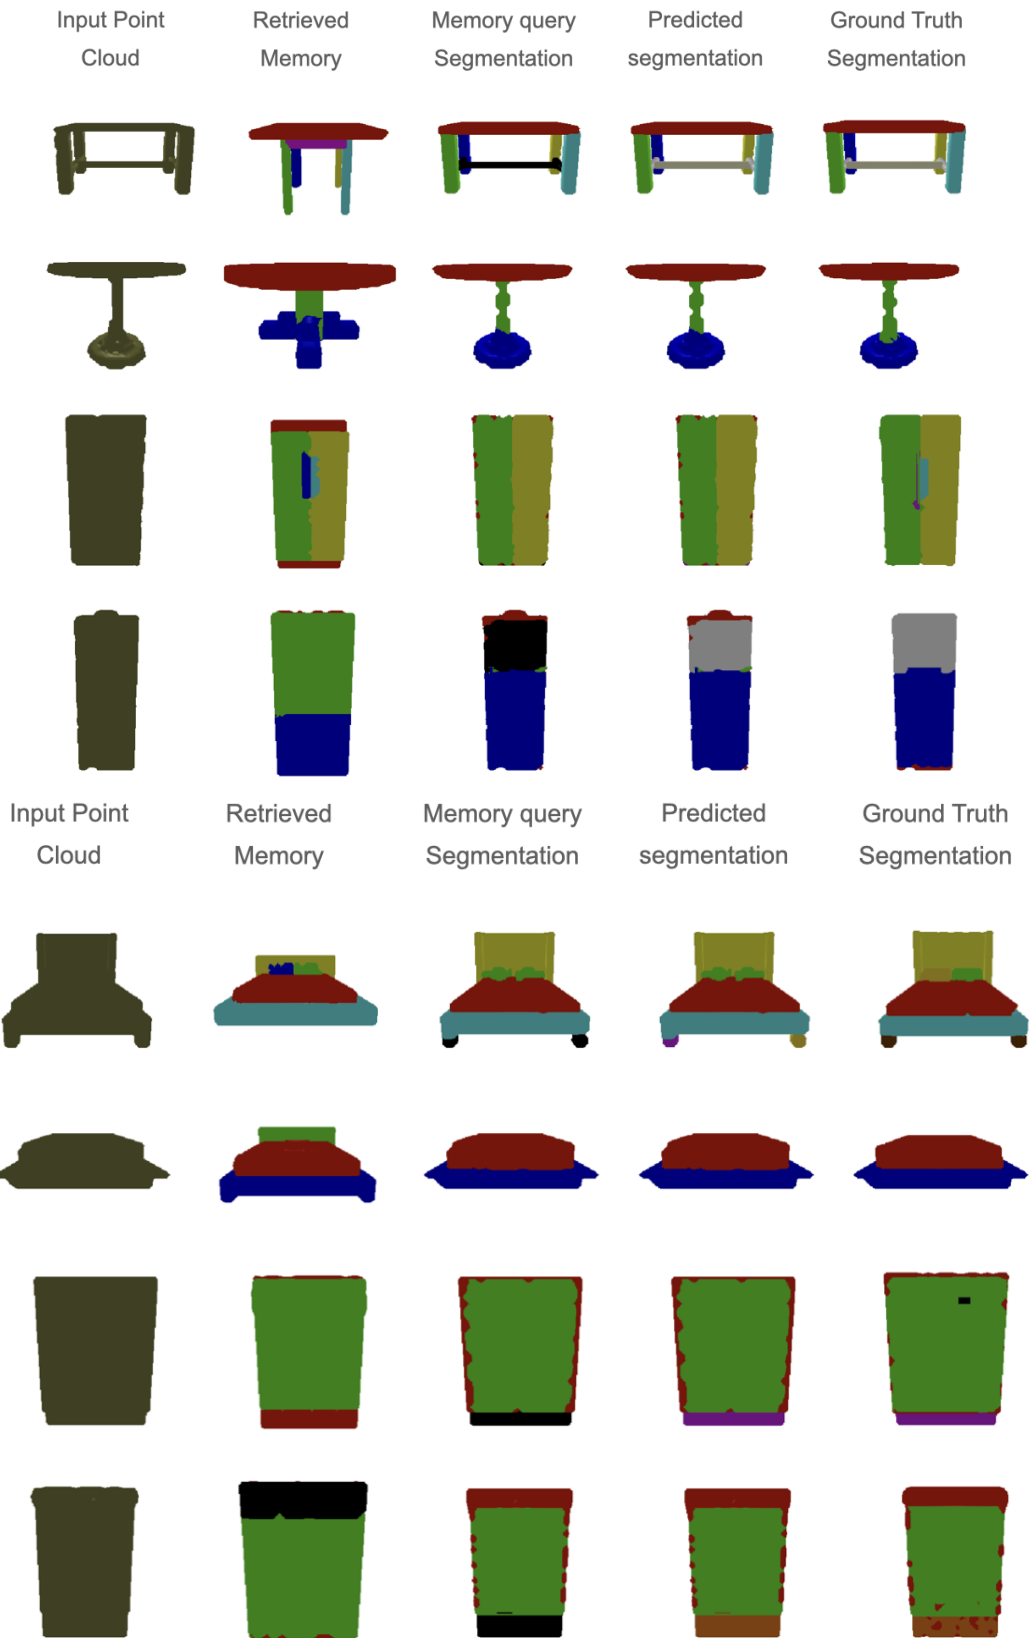 Input Point
Cloud
Retrieved
Memory
Memory query
Segmentation
Predicted
segmentation
Ground Truth
Segmentation
Input Point
Cloud
Retrieved
Memory
Memory query
Segmentation
Predicted
segmentation
Ground Truth
Segmentation